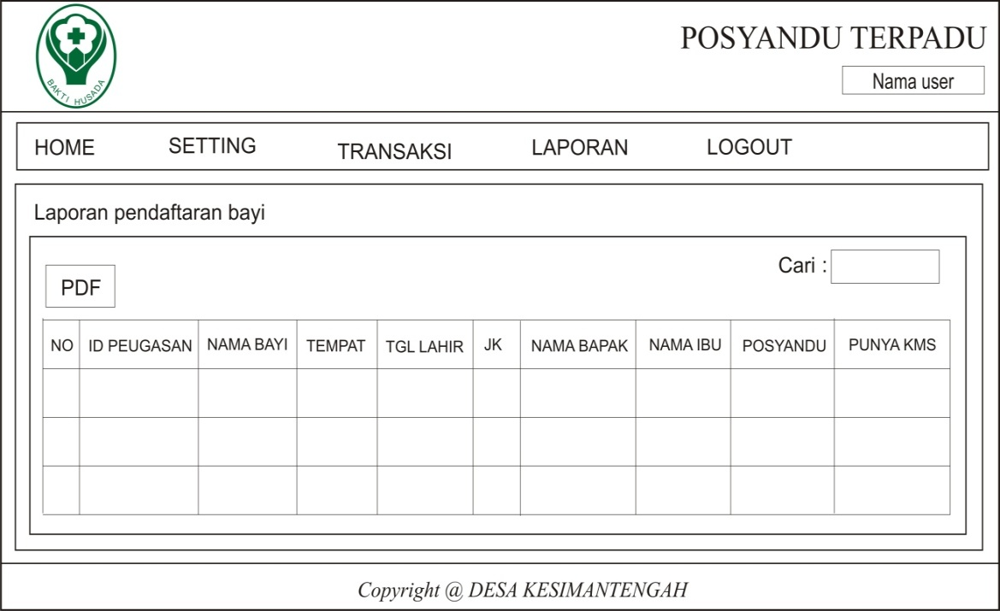 BAKTI HUSADA
POSYANDU TERPADU
Nama user
HOME SETTING TRANSAKSI LAPORAN LOGOUT
Laporan pendaftaran bayi
Cari :
PDF
NO ID PEUGASAN NAMA BAYI TEMPAT TGL LAHIR JK NAMA BAPAK NAMA IBU POSYANDU PUNYA KMS
Copyright @ DESA KESIMANTENGAH